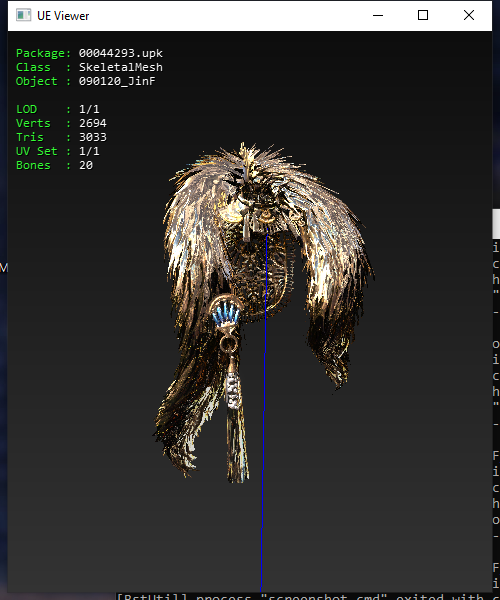 UE Viewer
Package: 00044293.upk
Class : SkeletalMesh
Object : 090120_JinF
LOD : 1/1
Verts : 2694
Tris : 3033
UV Set : 1/1
Bones : 20
M
i
c
h
"
-
o
i
c
h
"
-
F
i
c
h
o
-
F
i
[BstUtil] process "screenshot.cmd" exited with c